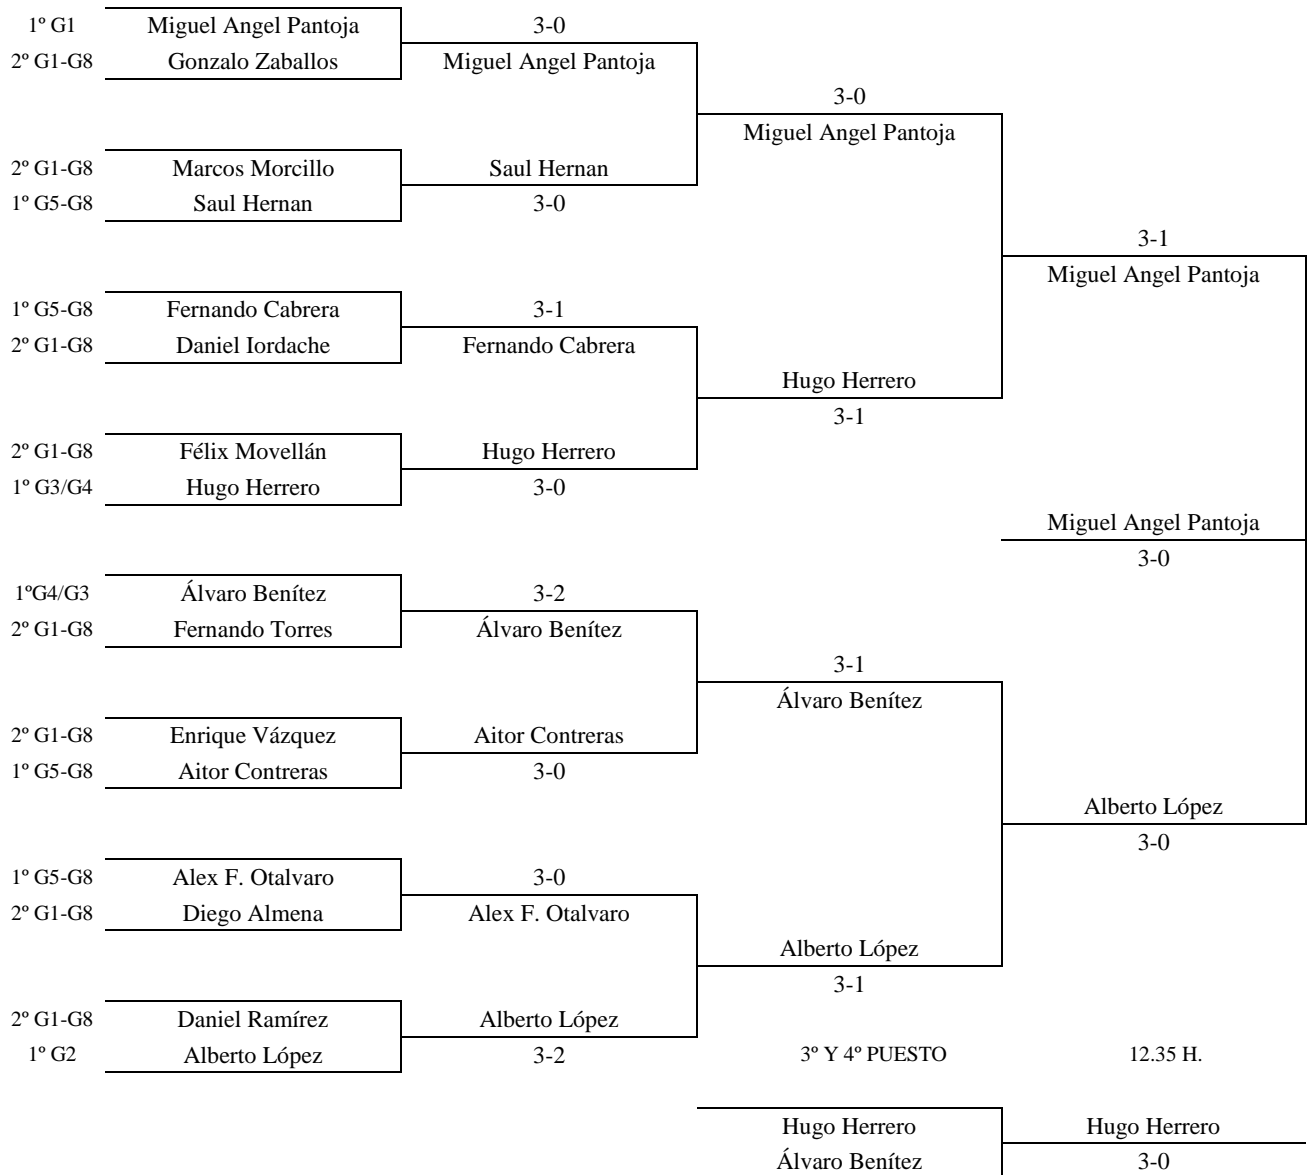 1º G1 Miguel Angel Pantoja 3-0
2º G1-G8 Gonzalo Zaballos Miguel Angel Pantoja
3-0
Miguel Angel Pantoja
2º G1-G8 Marcos Morcillo Saul Hernan
1º G5-G8 Saul Hernan 3-0
3-1
Miguel Angel Pantoja
1º G5-G8 Fernando Cabrera 3-1
2º G1-G8 Daniel Iordache Fernando Cabrera
Hugo Herrero
3-1
2º G1-G8 Félix Movellán Hugo Herrero
1º G3/G4 Hugo Herrero 3-0
Miguel Angel Pantoja
3-0
1ºG4/G3 Álvaro Benítez 3-2
2º G1-G8 Fernando Torres Álvaro Benítez
3-1
Álvaro Benítez
2º G1-G8 Enrique Vázquez Aitor Contreras
1º G5-G8 Aitor Contreras 3-0
Alberto López
3-0
1º G5-G8 Alex F. Otalvaro 3-0
2º G1-G8 Diego Almena Alex F. Otalvaro
Alberto López
3-1
2º G1-G8 Daniel Ramírez Alberto López
1º G2 Alberto López 3-2 3º Y 4º PUESTO 12.35 H.
Hugo Herrero Hugo Herrero
Álvaro Benítez 3-0